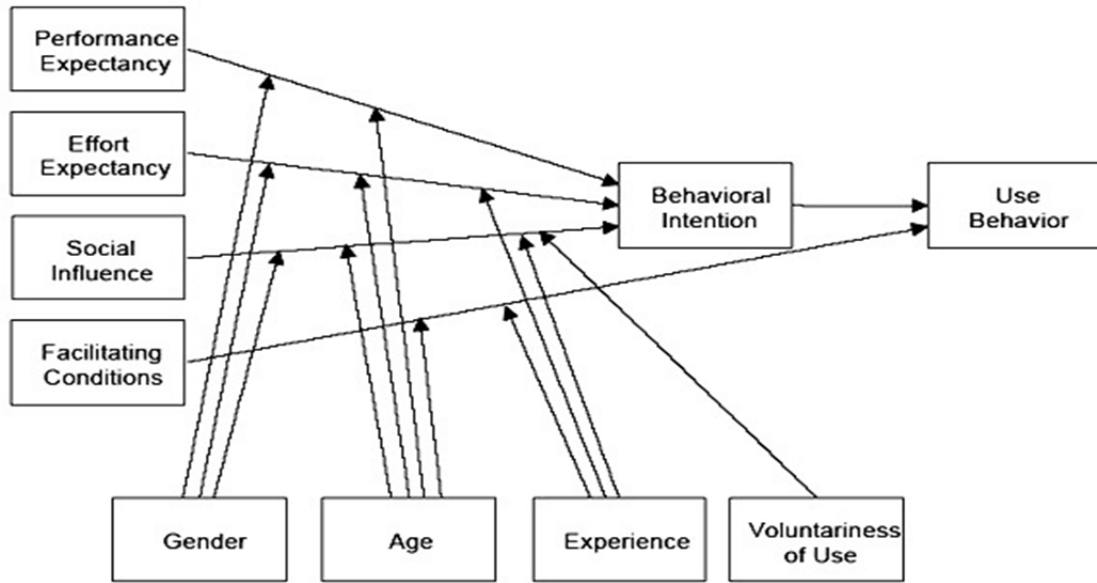 Performance
Expectancy
Effort
Expectancy
Social
Influence
Facilitating
Conditions
Behavioral
Intention
Use
Behavior
Gender
Age
Experience
Voluntariness
of Use